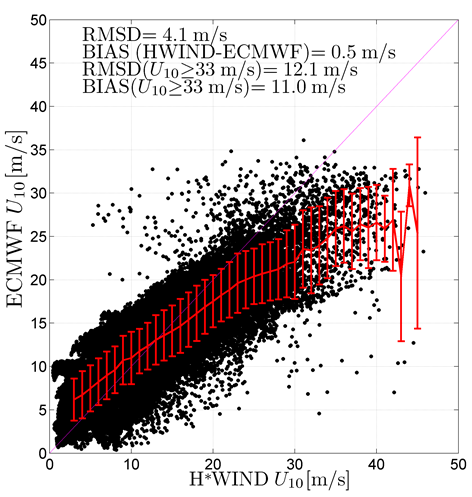 RMSD= 4.1 m/s
BIAS (HWIND-ECMWF)= 0.5 m/s
RMSD(U₁₀≥33 m/s)= 12.1 m/s
BIAS(U₁₀≥33 m/s)= 11.0 m/s
50
45
40
35
30
25
20
15
10
5
0
ECMWF U₁₀[m/s]
0 10 20 30 40 50
H*WIND U₁₀[m/s]